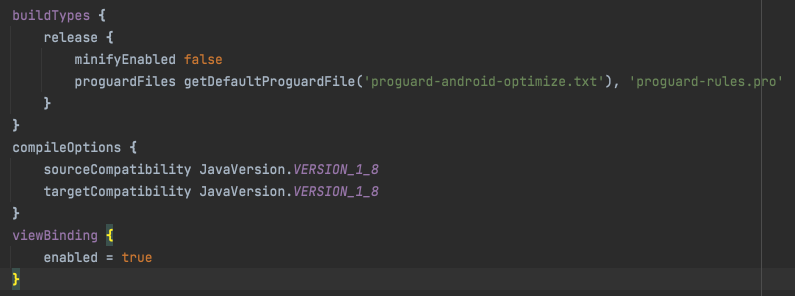 buildTypes {
    release {
        minifyEnabled false
        proguardFiles getDefaultProguardFile('proguard-android-optimize.txt'), 'proguard-rules.pro'
    }
}
compileOptions {
    sourceCompatibility JavaVersion.VERSION_1_8
    targetCompatibility JavaVersion.VERSION_1_8
}
viewBinding {
    enabled = true
}